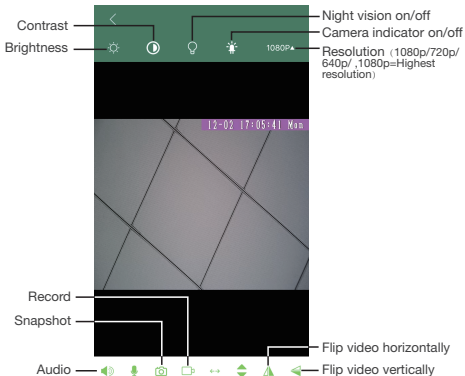 Contrast
Brightness
Night vision on/off
Camera indicator on/off
1080P▲
Resolution（1080p/720p/
640p/ ,1080p=Highest
resolution）
12-02 17:05:41 Mon
Record
Snapshot
Audio
Flip video horizontally
Flip video vertically